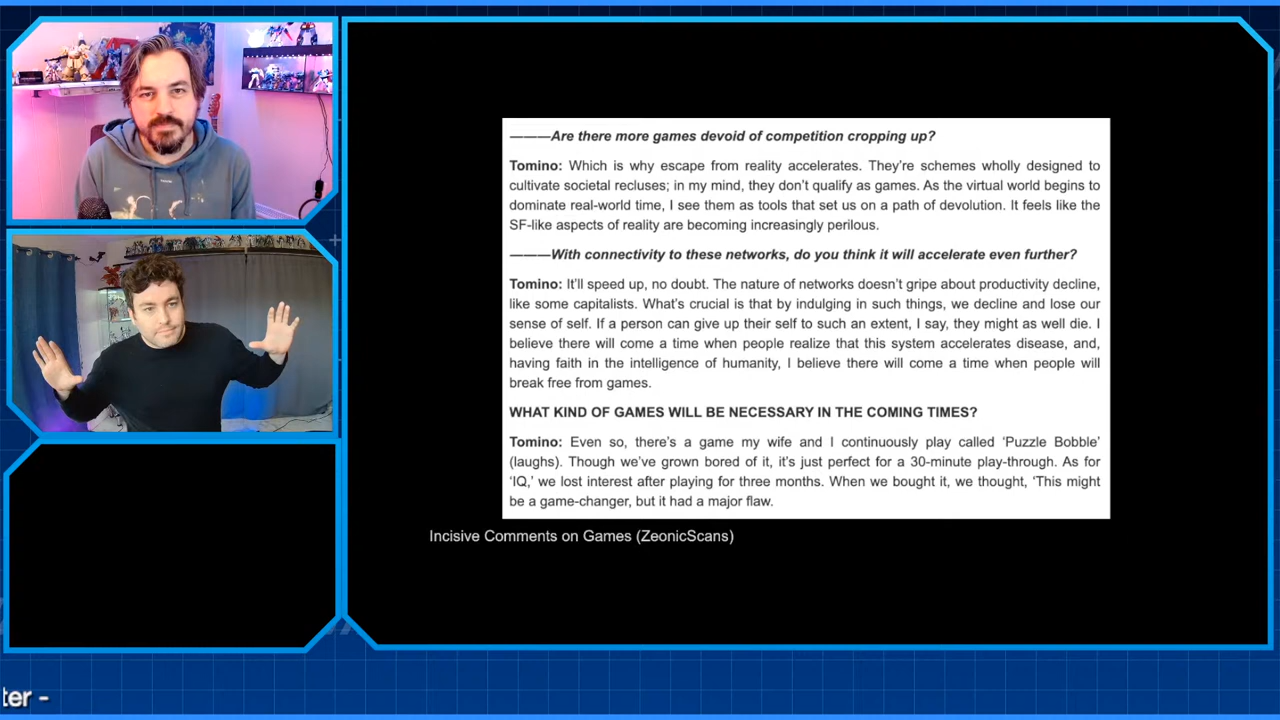 ———Are there more games devoid of competition cropping up?
Tomino: Which is why escape from reality accelerates. They're schemes wholly designed to
cultivate societal recluses; in my mind, they don't qualify as games. As the virtual world begins to
dominate real-world time, I see them as tools that set us on a path of devolution. It feels like the
SF-like aspects of reality are becoming increasingly perilous.
———With connectivity to these networks, do you think it will accelerate even further?
Tomino: It'll speed up, no doubt. The nature of networks doesn't gripe about productivity decline,
like some capitalists. What's crucial is that by indulging in such things, we decline and lose our
sense of self. If a person can give up their self to such an extent, I say, they might as well die. I
believe there will come a time when people realize that this system accelerates disease, and,
having faith in the intelligence of humanity, I believe there will come a time when people will
break free from games.
WHAT KIND OF GAMES WILL BE NECESSARY IN THE COMING TIMES?
Tomino: Even so, there's a game my wife and I continuously play called 'Puzzle Bobble'
(laughs). Though we've grown bored of it, it's just perfect for a 30-minute play-through. As for
'IQ,' we lost interest after playing for three months. When we bought it, we thought, 'This might
be a game-changer, but it had a major flaw.
Incisive Comments on Games (ZeonicScans)
ter -